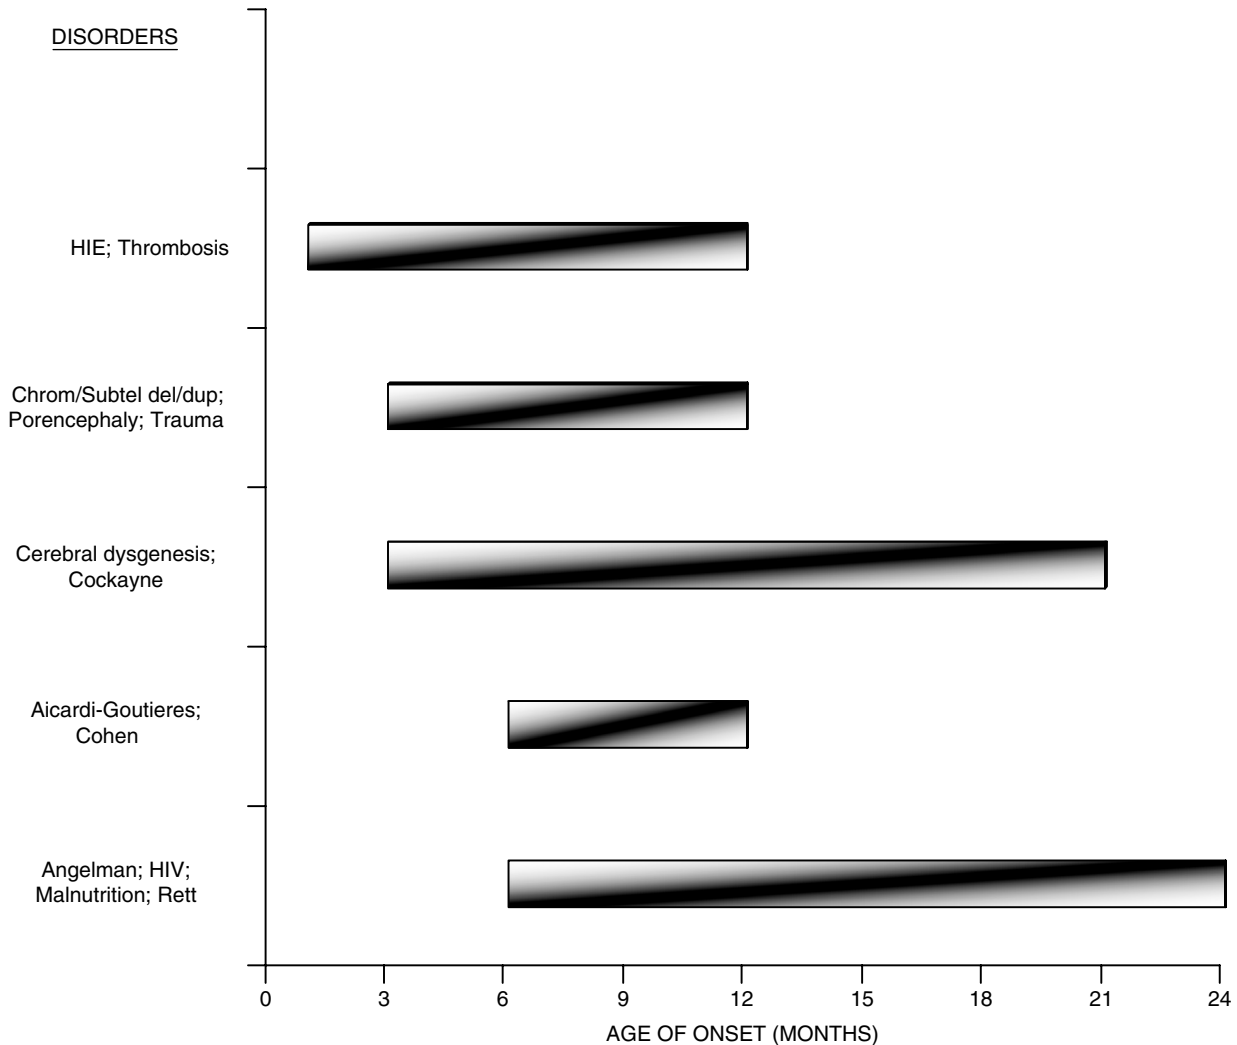 DISORDERS
HIE; Thrombosis
Chrom/Subtel del/dup;
Porencephaly; Trauma
Cerebral dysgenesis;
Cockayne
Aicardi-Goutieres;
Cohen
Angelman; HIV;
Malnutrition; Rett
0 3 6 9 12 15 18 21 24
AGE OF ONSET (MONTHS)